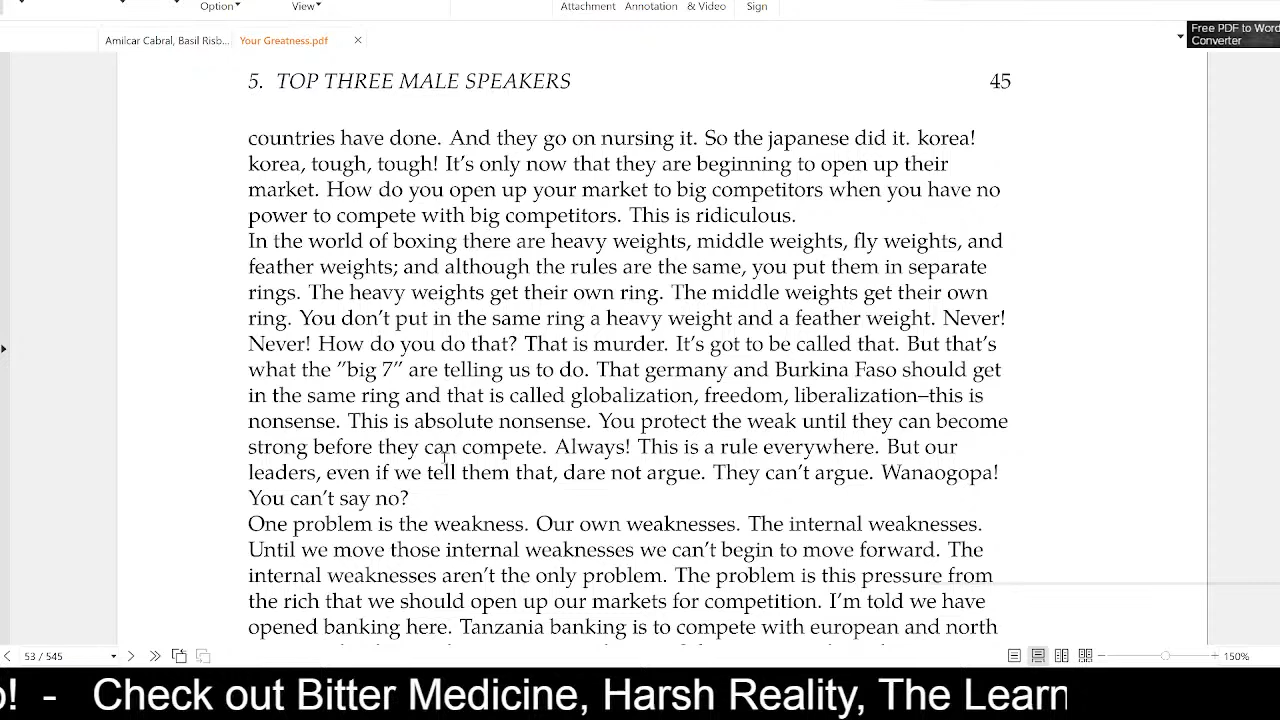 Option
View
Attachment
Annotation
& Video
Sign
Amilcar Cabral, Basil Risb...
Your Greatness.pdf
Free PDF to Word
Converter
5. TOP THREE MALE SPEAKERS 45
countries have done. And they go on nursing it. So the japanese did it. korea!
korea, tough, tough! It's only now that they are beginning to open up their
market. How do you open up your market to big competitors when you have no
power to compete with big competitors. This is ridiculous.
In the world of boxing there are heavy weights, middle weights, fly weights, and
feather weights; and although the rules are the same, you put them in separate
rings. The heavy weights get their own ring. The middle weights get their own
ring. You don't put in the same ring a heavy weight and a feather weight. Never!
Never! How do you do that? That is murder. It's got to be called that. But that's
what the ”big 7” are telling us to do. That germany and Burkina Faso should get
in the same ring and that is called globalization, freedom, liberalization–this is
nonsense. This is absolute nonsense. You protect the weak until they can become
strong before they can compete. Always! This is a rule everywhere. But our
leaders, even if we tell them that, dare not argue. They can't argue. Wanaogopa!
You can't say no?
One problem is the weakness. Our own weaknesses. The internal weaknesses.
Until we move those internal weaknesses we can't begin to move forward. The
internal weaknesses aren't the only problem. The problem is this pressure from
the rich that we should open up our markets for competition. I'm told we have
opened banking here. Tanzania banking is to compete with european and north
53 / 545
150%
o! - Check out Bitter Medicine, Harsh Reality, The Learn